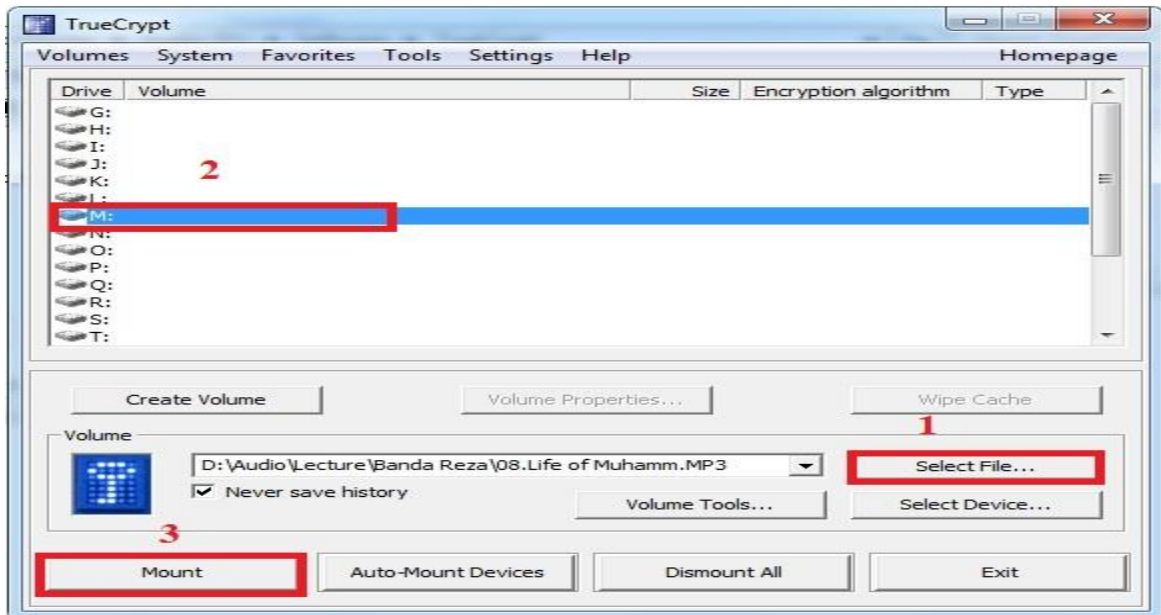 TrueCrypt
Volumes System Favorites Tools Settings Help Homepage
Drive Volume Size Encryption algorithm Type
G:
H:
I:
J:
2
K:
L:
M:
N:
O:
P:
Q:
R:
S:
T:
Create Volume Volume Properties... Wipe Cache
1
Volume
D:\Audio\Lecture\Banda Reza\08.Life of Muhamm.MP3 Select File...
Never save history
Volume Tools... Select Device...
3
Mount Auto-Mount Devices Dismount All Exit